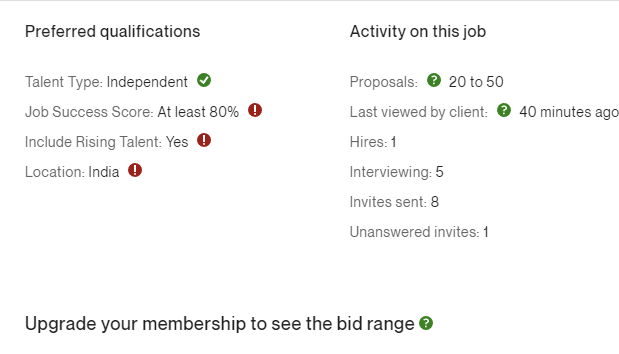 Preferred qualifications
Talent Type: Independent
Job Success Score: At least 80%
Include Rising Talent: Yes
Location: India
Activity on this job
Proposals: 20 to 50
Last viewed by client: 40 minutes ago
Hires: 1
Interviewing: 5
Invites sent: 8
Unanswered invites: 1
Upgrade your membership to see the bid range